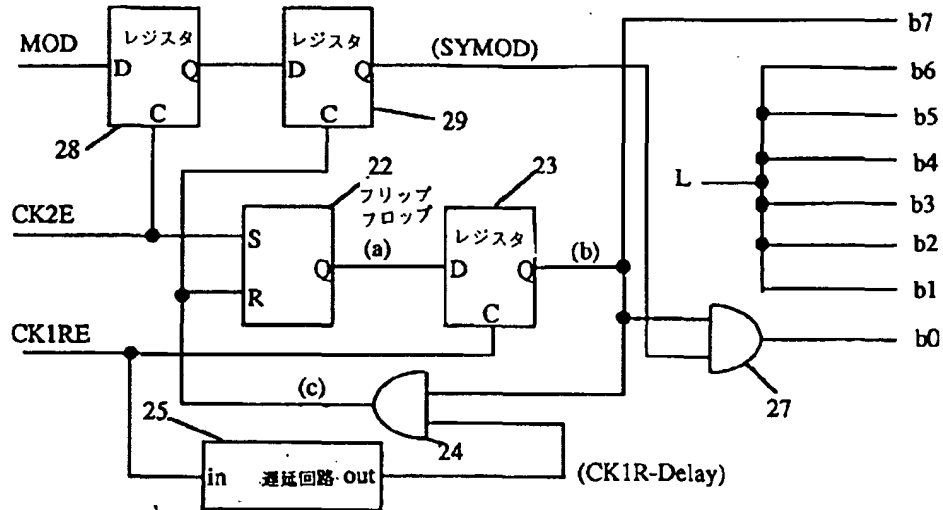 MOD
レジスタ
D
Q
C
28
レジスタ
D
Q
C
29
(SYMOD)
b7
b6
b5
b4
L
b3
b2
b1
b0
CK2E
22
フリップ
フロップ
S
Q
R
(a)
23
レジスタ
D
Q
C
(b)
CK1RE
(c)
24
27
25
in
遅延回路
out
(CK1R-Delay)